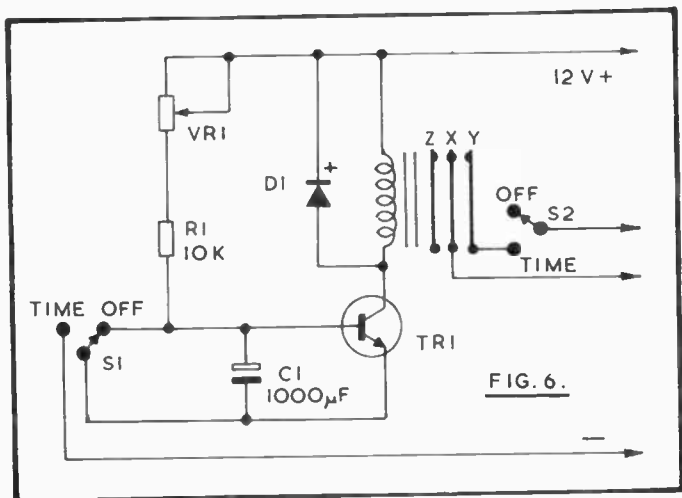 12 V+
VR1
Z X Y
D1
+
OFF
S2
R1
10K
TIME
TIME OFF
S1
TR1
C1
1000µF
FIG. 6.
—